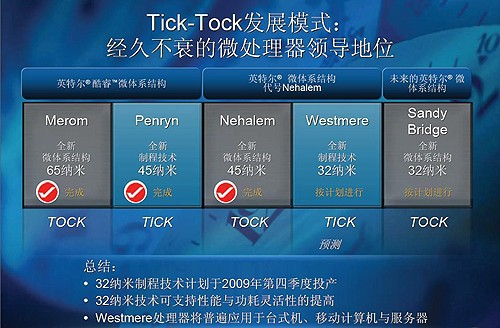 Tick-Tock发展模式：
经久不衰的微处理器领导地位
英特尔®酷睿™微体系结构
英特尔® 微体系结构
代号Nehalem
未来的英特尔® 微
体系结构
Merom
全新
微体系结构
65纳米
完成
Penryn
全新
制程技术
45纳米
完成
Nehalem
全新
微体系结构
45纳米
完成
Westmere
全新
制程技术
32纳米
按计划进行
Sandy
Bridge
全新
微体系结构
32纳米
按计划进行
TOCK
TICK
TOCK
TICK
TOCK
预测
总结：
• 32纳米制程技术计划于2009年第四季度投产
• 32纳米技术可支持性能与功耗灵活性的提高
• Westmere处理器将普遍应用于台式机、移动计算机与服务器